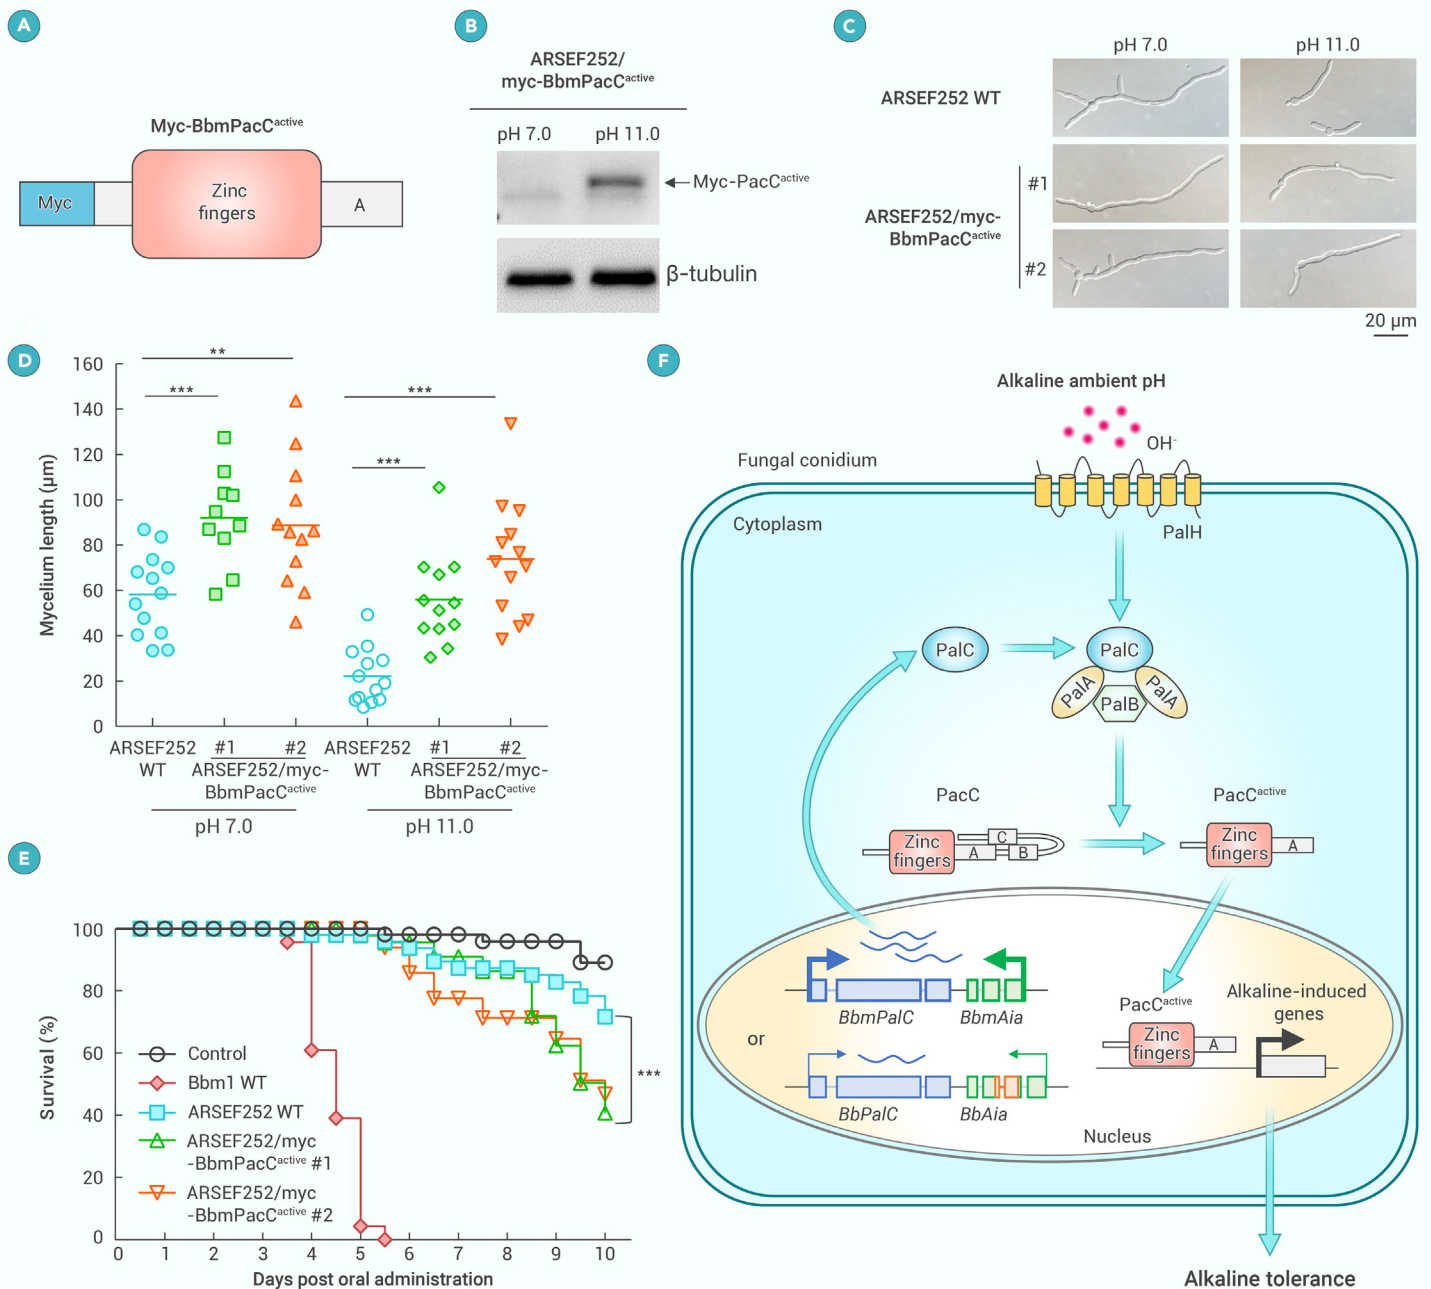 A
Myc-BbmPacCactive
Myc
Zinc
fingers
A
B
ARSEF252/
myc-BbmPacCactive
pH 7.0 pH 11.0
Myc-PacCactive
β-tubulin
C
pH 7.0 pH 11.0
ARSEF252 WT
#1
ARSEF252/myc-
BbmPacCactive
#2
20 µm
D
Mycelium length (µm)
160
140
120
100
80
60
40
20
0
**
***
***
***
ARSEF252 #1 #2 ARSEF252 #1 #2
WT ARSEF252/myc- WT ARSEF252/myc-
BbmPacCactive BbmPacCactive
pH 7.0 pH 11.0
E
Survival (%)
100
80
60
40
20
0
Control
Bbm1 WT
ARSEF252 WT
ARSEF252/myc
-BbmPacCactive #1
ARSEF252/myc
-BbmPacCactive #2
***
0 1 2 3 4 5 6 7 8 9 10
Days post oral administration
F
Alkaline ambient pH
OH-
Fungal conidium
PalH
Cytoplasm
PalC
PalC
PalA
PalB
PalA
PacC
Zinc
fingers
A
C
B
PacCactive
Zinc
fingers
A
BbmPalC BbmAia
or
BbPalC BbAia
PacCactive
Zinc
fingers
A
Alkaline-induced
genes
Nucleus
Alkaline tolerance